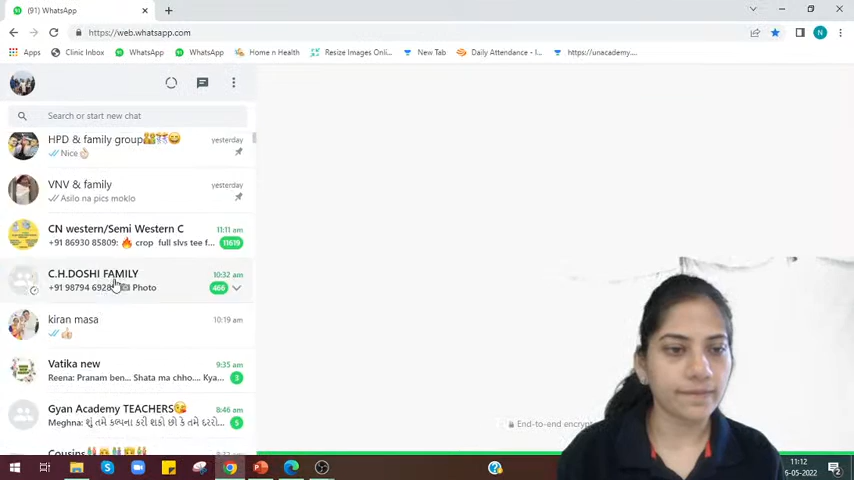 (91) WhatsApp
https://web.whatsapp.com
N
Apps
Clinic Inbox
WhatsApp
WhatsApp
Home n Health
Resize Images Onli...
New Tab
Daily Attendance - I...
https://unacademy....
Search or start new chat
HPD & family group
yesterday
Nice
VNV & family
yesterday
Asilo na pics mokio
CN western/Semi Western C
11:11 am
+91 86930 85809: 🔥 crop full slvs tee f...
11619
C.H.DOSHI FAMILY
10:32 am
+91 98794 6928
Photo
466
kiran masa
10:19 am
Vatika new
9:35 am
Reena: Pranam ben... Shata ma chho.... Kya...
3
Gyan Academy TEACHERS😘
8:46 am
Meghna: શું તમે કલ્પના કરી શકો છો કે તમે દરરો...
5
Cousins
End-to-end encrypt
11:12
-05-2022
2